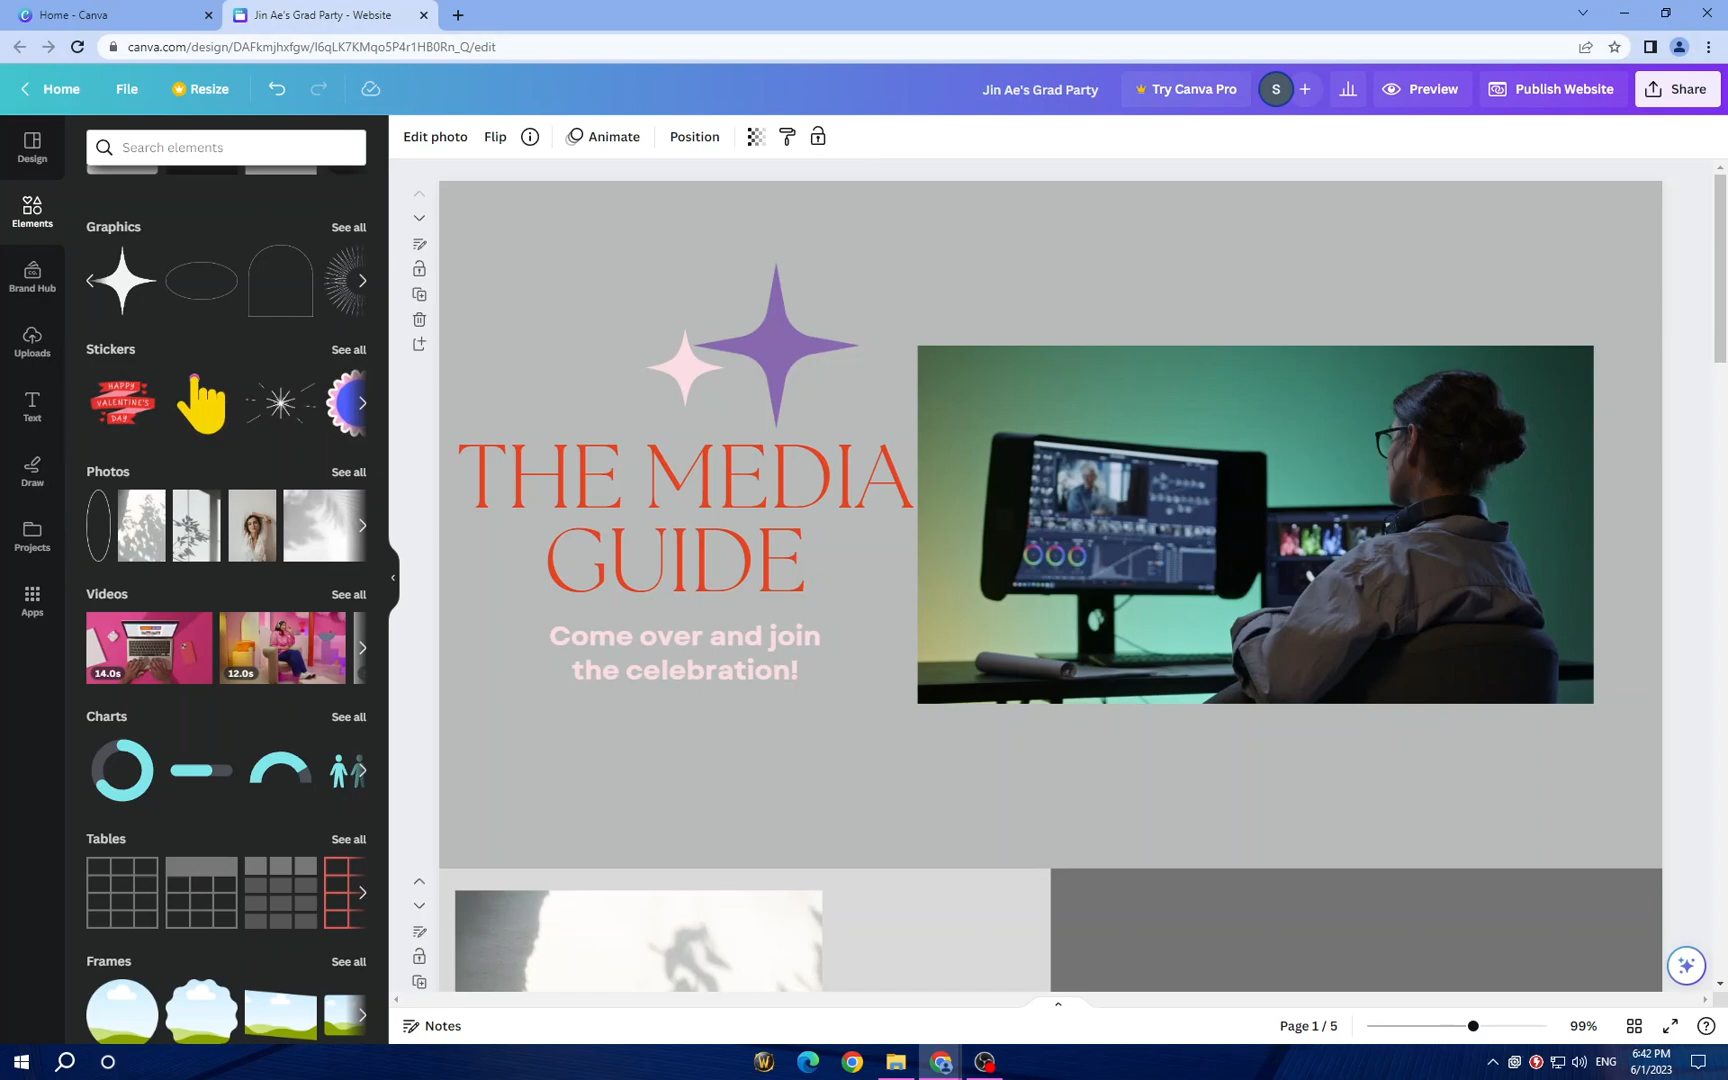 Home - Canva
Jin Ae's Grad Party - Website
canva.com/design/DAFkmjhxfgw/I6qLK7KMqo5P4r1HB0Rn_Q/edit
Home
File
Resize
Jin Ae's Grad Party
Try Canva Pro
S
Preview
Publish Website
Share
Design
Elements
Brand Hub
Uploads
Text
Draw
Projects
Apps
Search elements
Graphics
See all
Stickers
See all
HAPPY
VALENTINE'S
DAY
Photos
See all
Videos
See all
14.0s
12.0s
Charts
See all
Tables
See all
Frames
See all
Edit photo
Flip
Animate
Position
THE MEDIA
GUIDE
Come over and join
the celebration!
Notes
Page 1 / 5
99%
ENG
6:42 PM
6/1/2023